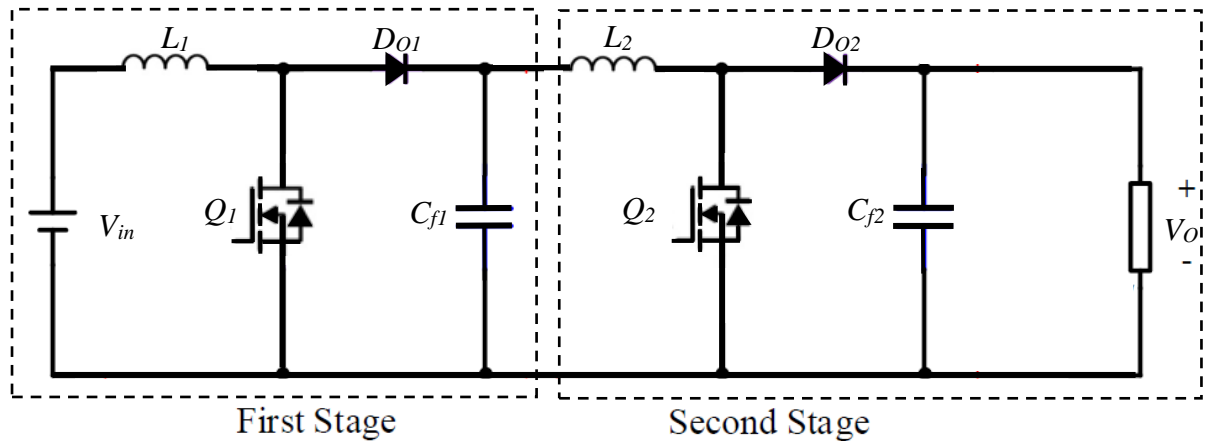 L1
DO1
L2
DO2
Vin
Q1
Cf1
Q2
Cf2
+
VO
-
First Stage
Second Stage